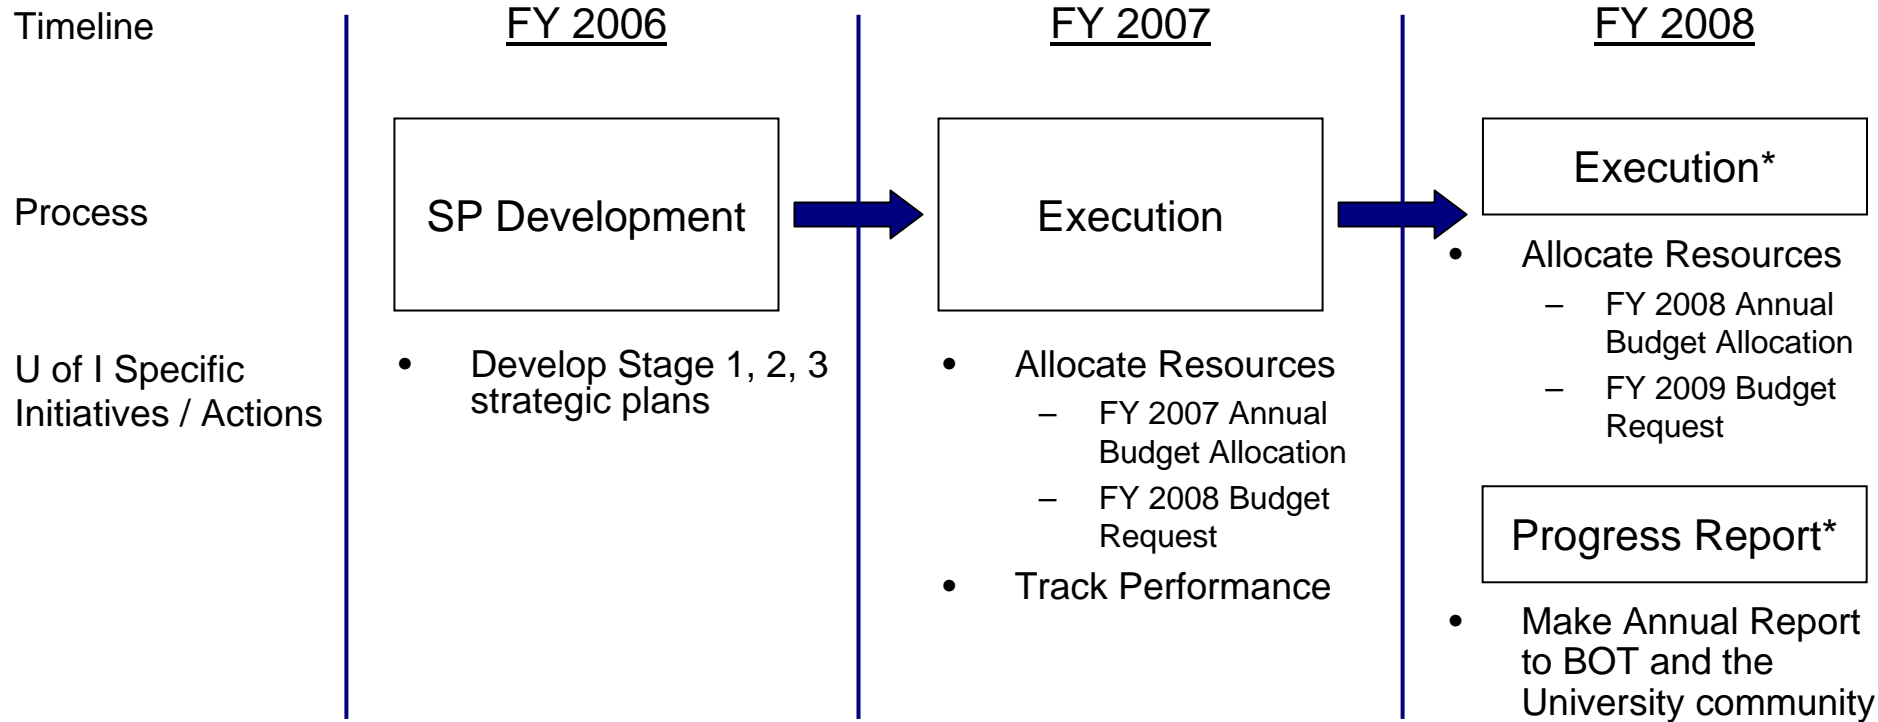 Timeline
FY 2006
FY 2007
FY 2008
Process
SP Development
Execution
Execution*
U of I Specific
Initiatives / Actions
• Develop Stage 1, 2, 3
strategic plans
• Allocate Resources
– FY 2007 Annual
Budget Allocation
– FY 2008 Budget
Request
• Track Performance
• Allocate Resources
– FY 2008 Annual
Budget Allocation
– FY 2009 Budget
Request
Progress Report*
• Make Annual Report
to BOT and the
University community